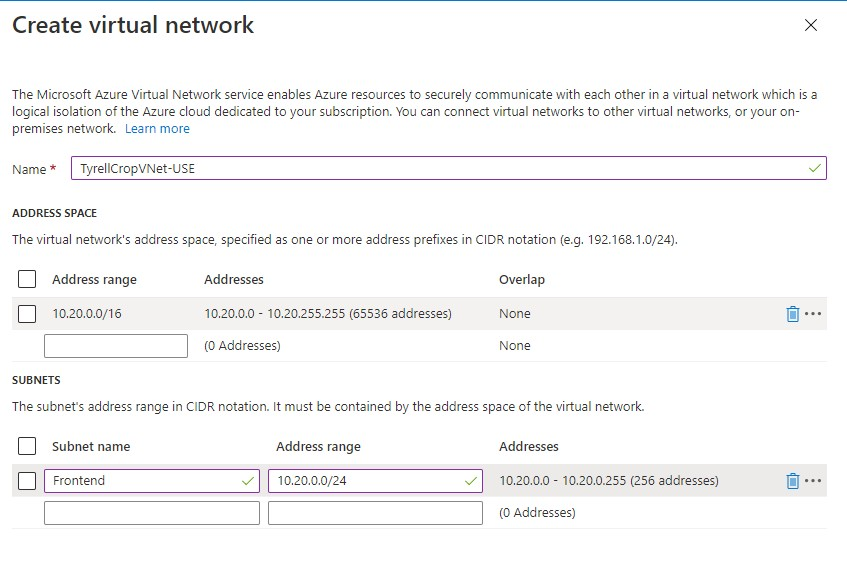 Create virtual network
The Microsoft Azure Virtual Network service enables Azure resources to securely communicate with each other in a virtual network which is a
logical isolation of the Azure cloud dedicated to your subscription. You can connect virtual networks to other virtual networks, or your on-
premises network. Learn more
Name * TyrellCropVNet-USE
ADDRESS SPACE
The virtual network's address space, specified as one or more address prefixes in CIDR notation (e.g. 192.168.1.0/24).
Address range Addresses Overlap
10.20.0.0/16 10.20.0.0 - 10.20.255.255 (65536 addresses) None
(0 Addresses) None
SUBNETS
The subnet's address range in CIDR notation. It must be contained by the address space of the virtual network.
Subnet name Address range Addresses
Frontend 10.20.0.0/24 10.20.0.0 - 10.20.0.255 (256 addresses)
(0 Addresses)